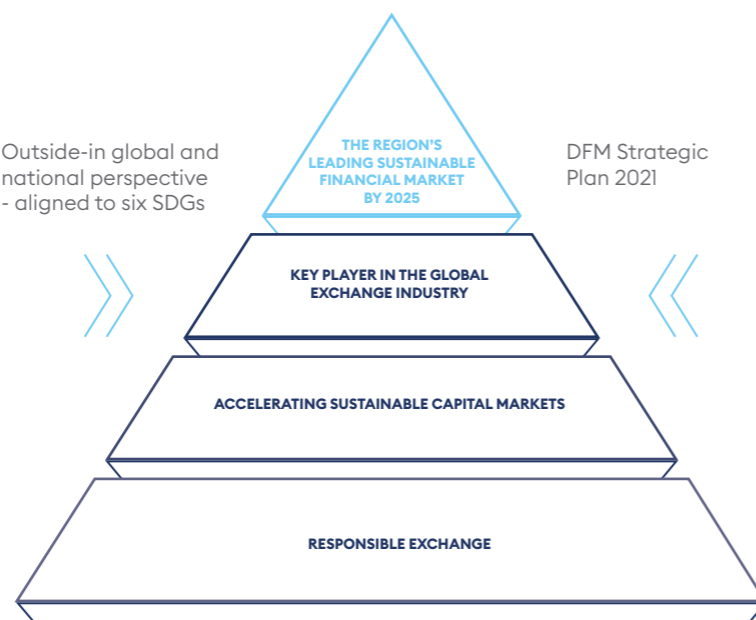 Outside-in global and
national perspective
- aligned to six SDGs
THE REGION'S
LEADING SUSTAINABLE
FINANCIAL MARKET
BY 2025
DFM Strategic
Plan 2021
KEY PLAYER IN THE GLOBAL
EXCHANGE INDUSTRY
ACCELERATING SUSTAINABLE CAPITAL MARKETS
RESPONSIBLE EXCHANGE